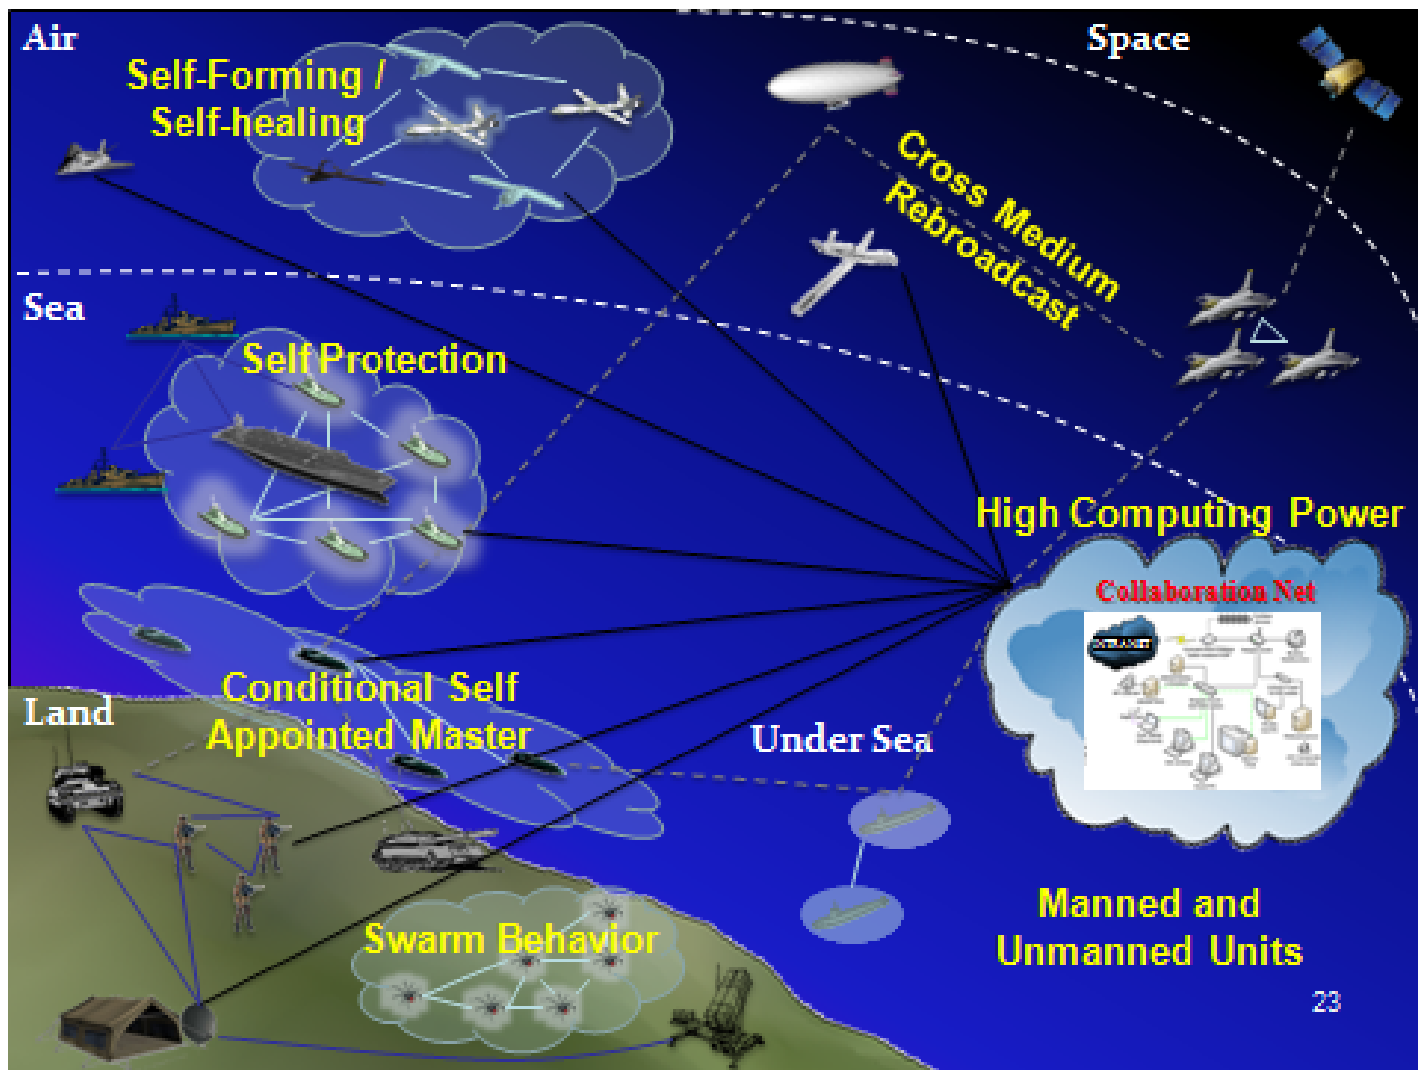 Air
Space
Self-Forming /
Self-healing
Cross Medium
Rebroadcast
Sea
Self Protection
High Computing Power
Collaboration Net
INTRANET
Conditional Self
Appointed Master
Land
Under Sea
Swarm Behavior
Manned and
Unmanned Units
23